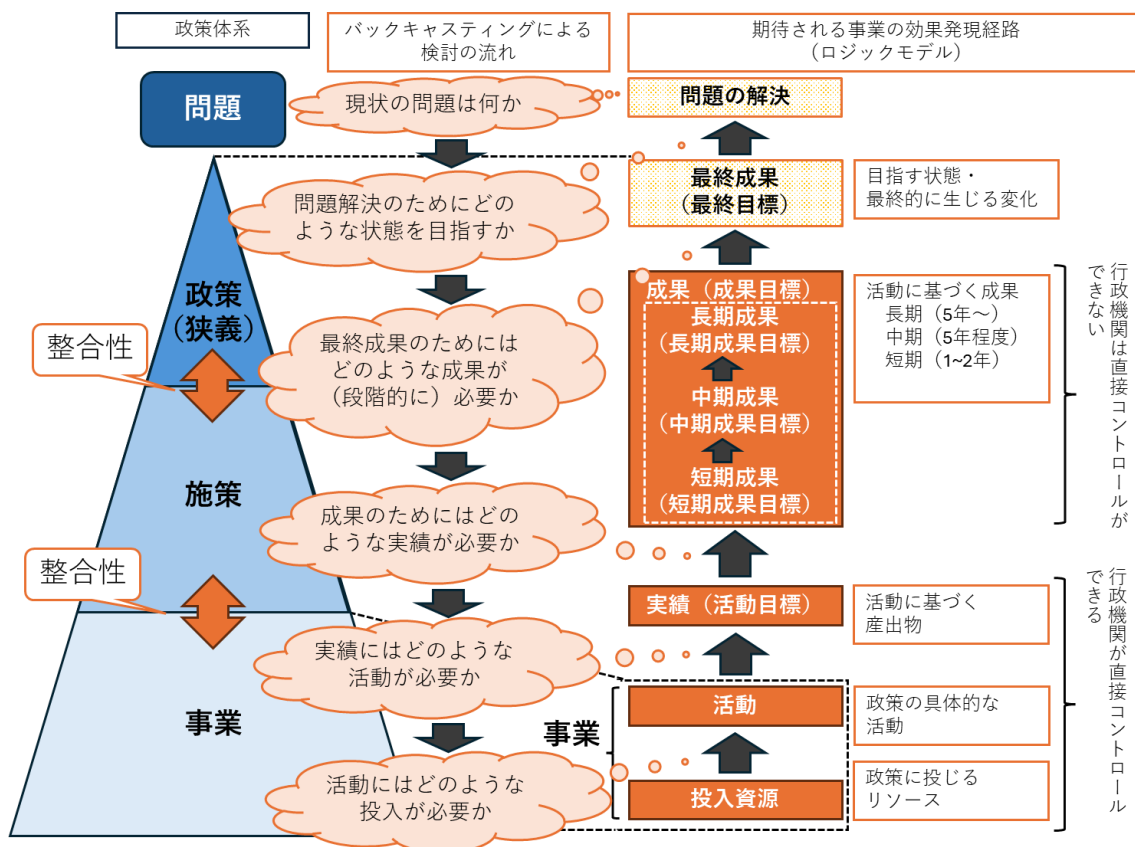 政策体系
バックキャスティングによる
検討の流れ
期待される事業の効果発現経路
（ロジックモデル）
問題
現状の問題は何か
問題の解決
問題解決のためにどの
ような状態を目指すか
最終成果
（最終目標）
目指す状態・
最終的に生じる変化
政策
（狭義）
整合性
最終成果のためには
どのような成果が
（段階的に）必要か
成果（成果目標）
長期成果
（長期成果目標）
中期成果
（中期成果目標）
短期成果
（短期成果目標）
活動に基づく成果
長期（5年～）
中期（5年程度）
短期（1~2年）
行政機関は直接コントロールが
できない
施策
成果のためにはどの
ような実績が必要か
整合性
実績（活動目標）
活動に基づく
産出物
行政機関が直接コントロール
できる
実績にはどのような
活動が必要か
事業
事業
活動
政策の具体的な
活動
活動にはどのような
投入が必要か
投入資源
政策に投じる
リソース